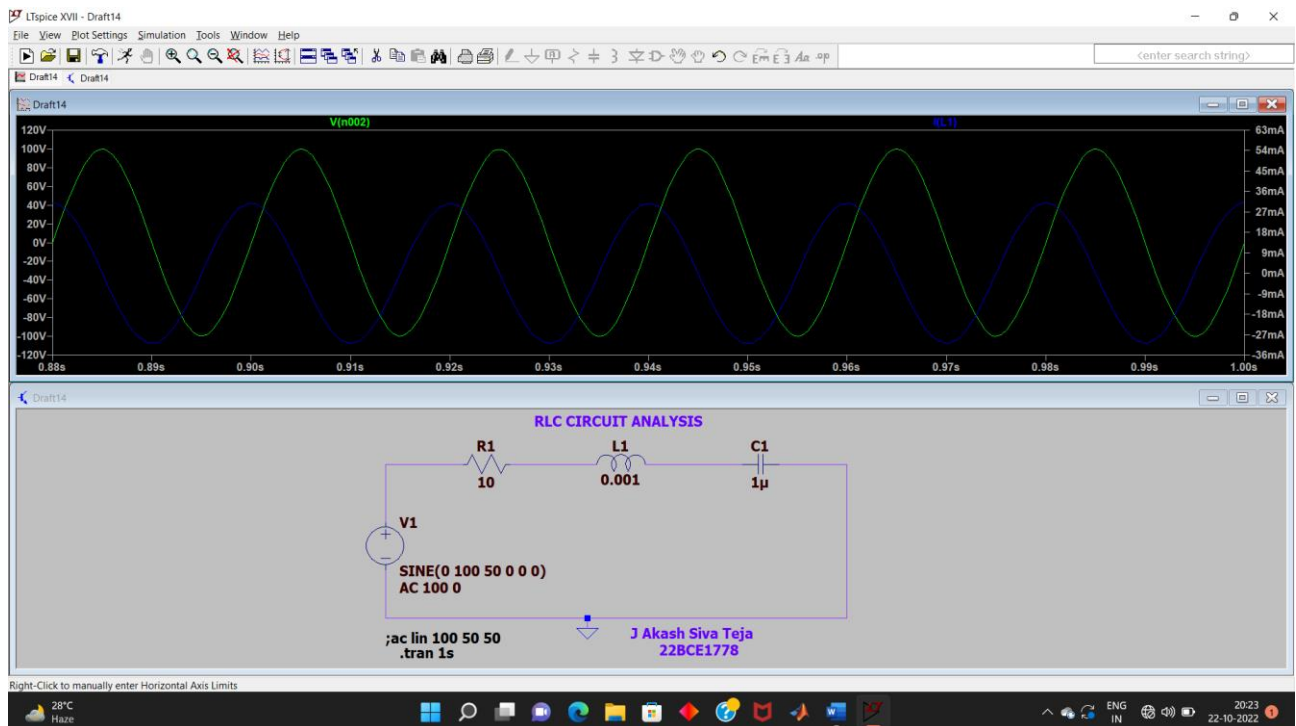 LTspice XVII - Draft14
File View Plot Settings Simulation Tools Window Help
<enter search string>
Draft14 Draft14
Draft14
V(n002) I(L1)
120V 63mA
100V 54mA
80V 45mA
60V 36mA
40V 27mA
20V 18mA
0V 9mA
-20V 0mA
-40V
-60V -9mA
-80V -18mA
-100V -27mA
-120V -36mA
0.88s 0.89s 0.90s 0.91s 0.92s 0.93s 0.94s 0.95s 0.96s 0.97s 0.98s 0.99s 1.00s
Draft14
RLC CIRCUIT ANALYSIS
R1 L1 C1
10 0.001 1µ
V1
SINE(0 100 50 0 0 0)
AC 100 0
;ac lin 100 50 50
.tran 1s
J Akash Siva Teja
22BCE1778
Right-Click to manually enter Horizontal Axis Limits
28°C
Haze
ENG
IN
20:23
22-10-2022
1